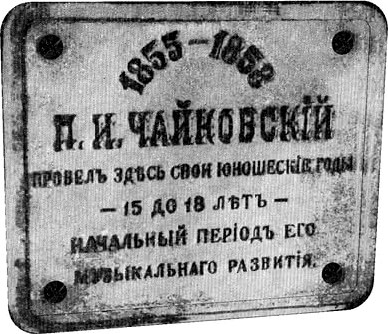 1855–1858
П. И. ЧАЙКОВСКІЙ
ПРОВЕЛЪ ЗДѢСЬ СВОИ ЮНОШЕСКІЕ ГОДЫ
— 15 ДО 18 ЛѢТЪ —
НАЧАЛЬНЫЙ ПЕРІОДЪ ЕГО
МУЗЫКАЛЬНАГО РАЗВИТІЯ.